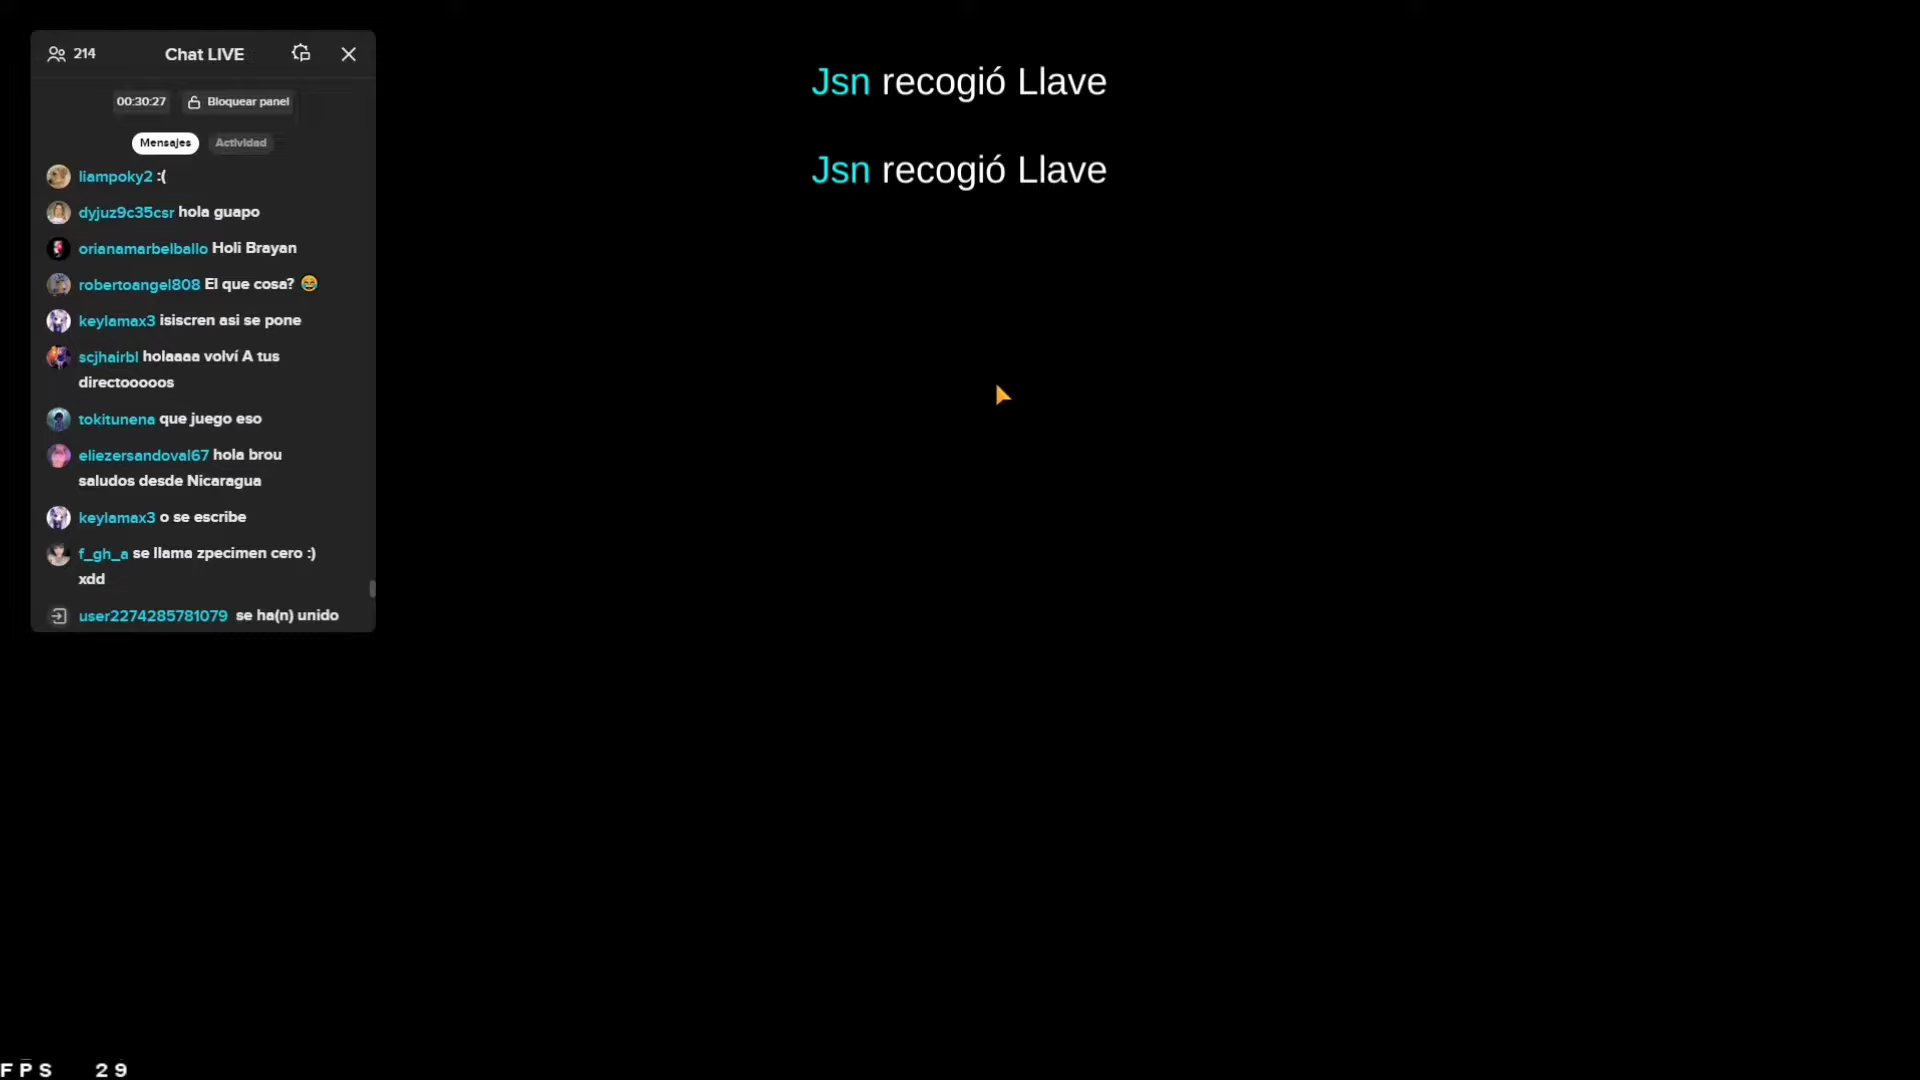 214 Chat LIVE
00:30:27 Bloquear panel
Mensajes Actividad
liampoky2 :(
dyjuz9c35csr hola guapo
orianamarbelballo Holi Brayan
robertoangel808 El que cosa? 😂
keylamax3 isiscren asi se pone
scjhairbl holaaaa volví A tus
directooooos
tokitunena que juego eso
eliezersandoval67 hola brou
saludos desde Nicaragua
keylamax3 o se escribe
f_gh_a se llama zpecimen cero :)
xdd
user2274285781079 se ha(n) unido
Jsn recogió Llave
Jsn recogió Llave
FPS 29